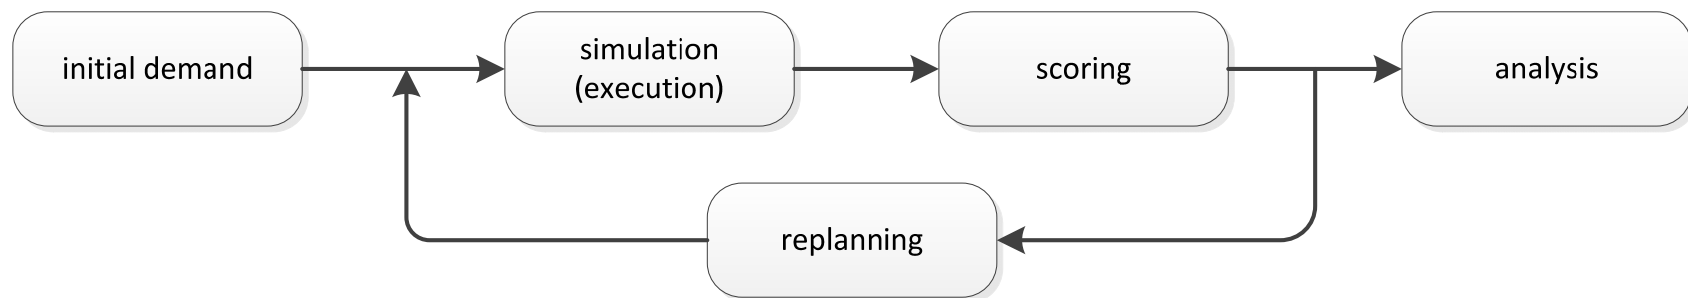 initial demand
simulation
(execution)
scoring
analysis
replanning